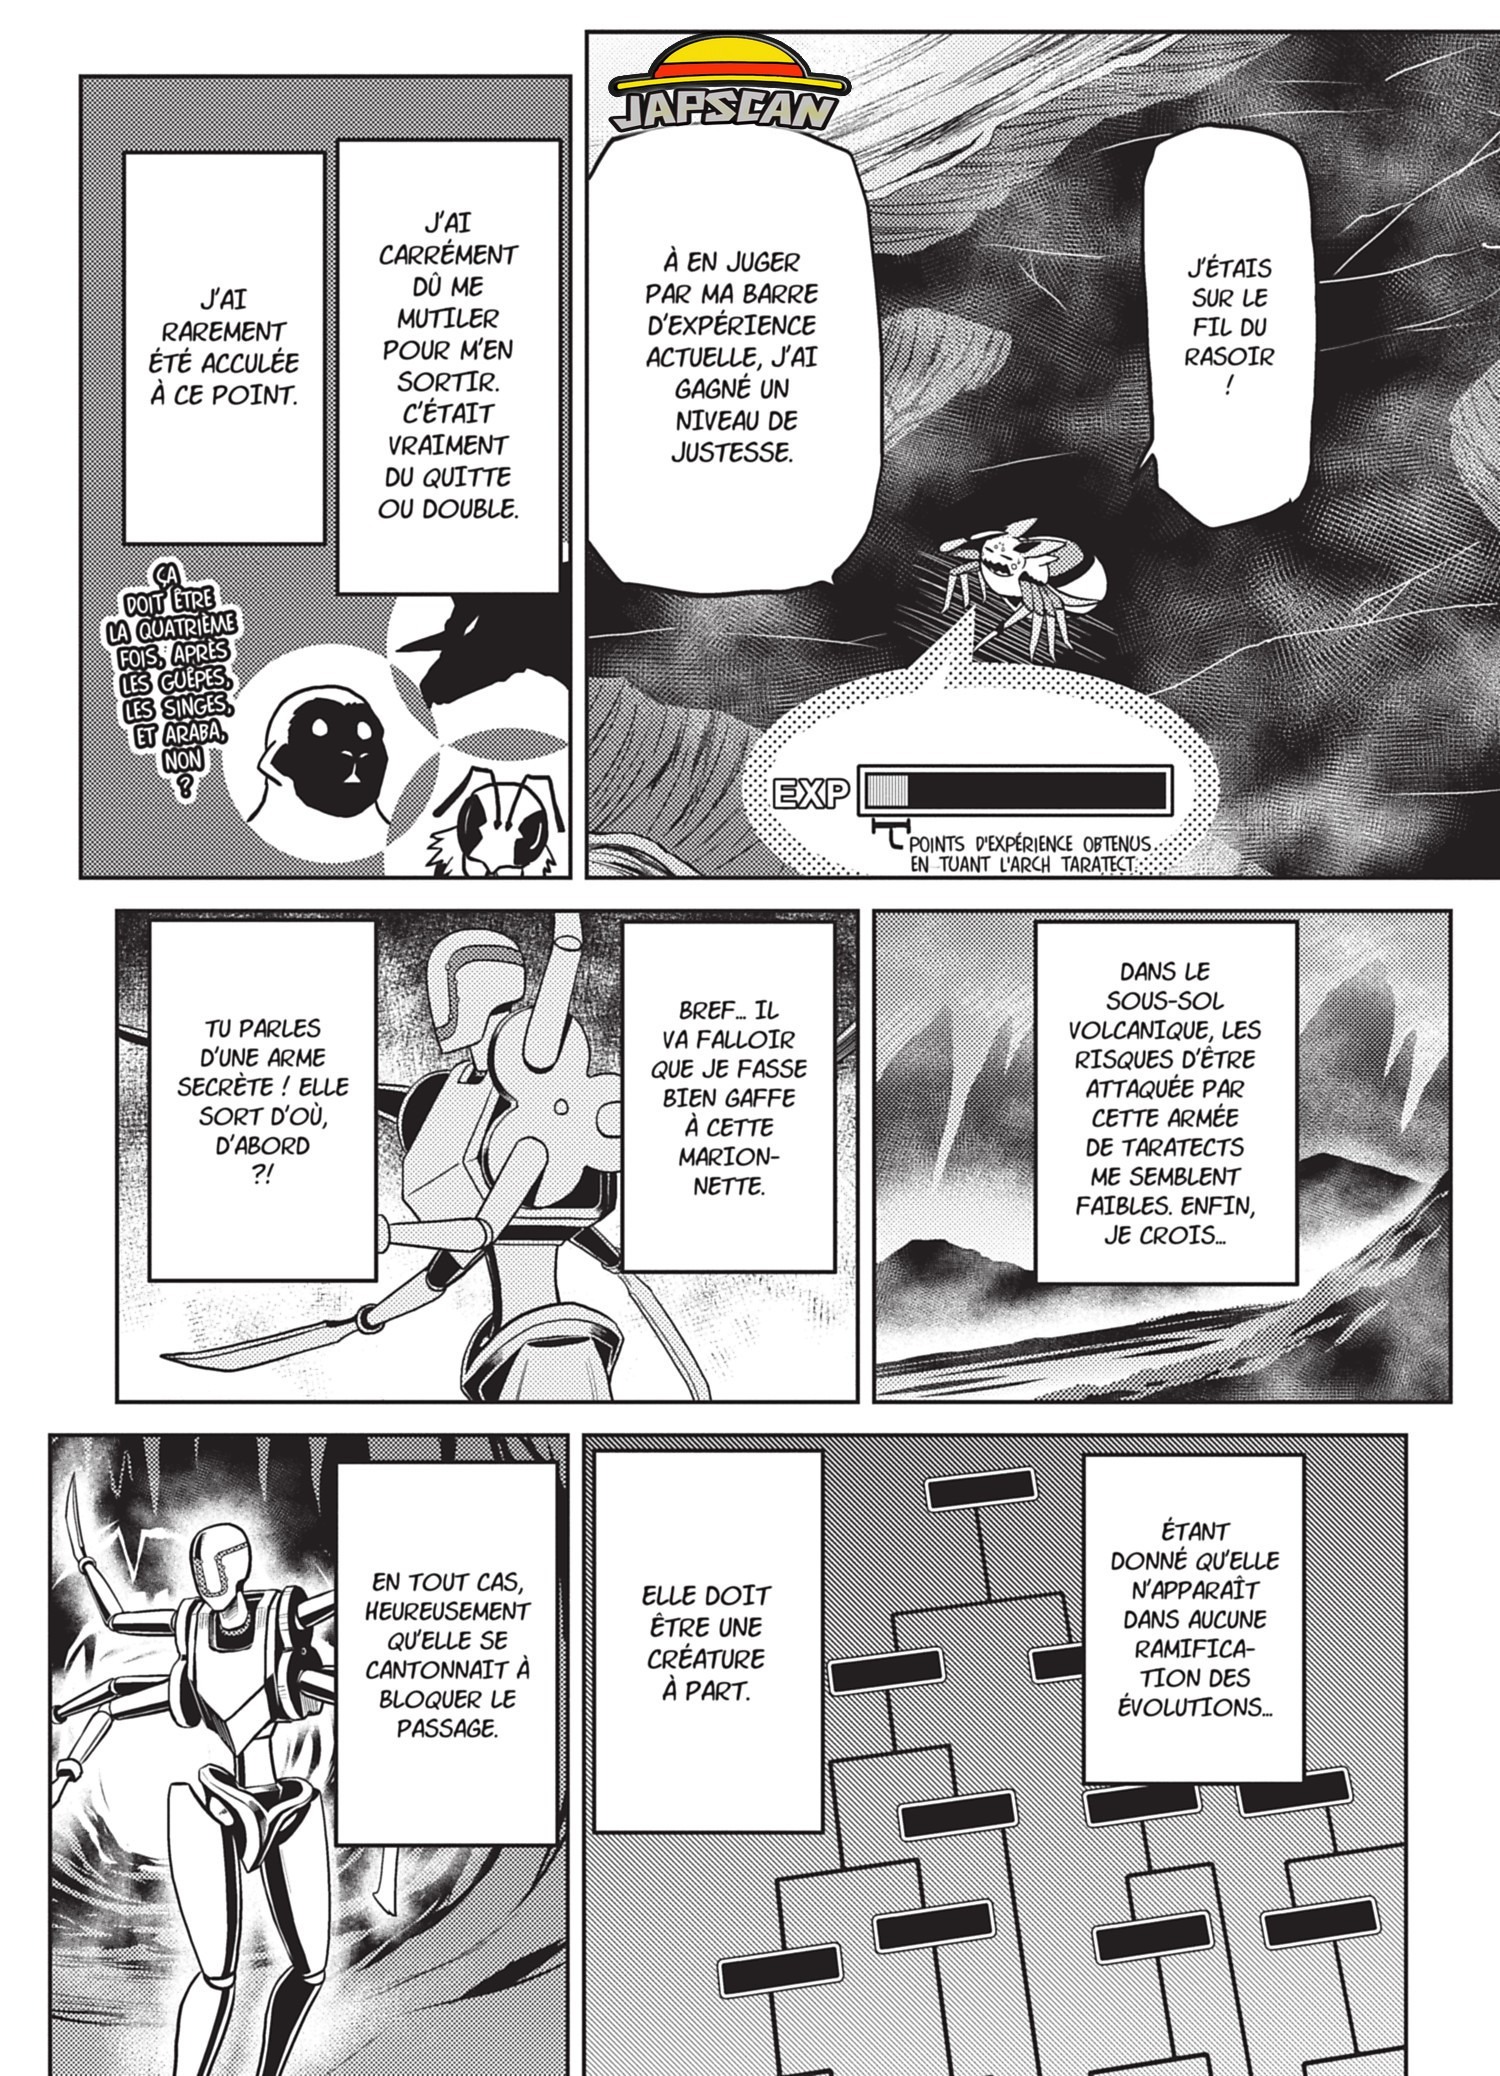 JAPSCAN
J'ÉTAIS
SUR LE
FIL DU
RASOIR
!
À EN JUGER
PAR MA BARRE
D'EXPÉRIENCE
ACTUELLE, J'AI
GAGNÉ UN
NIVEAU DE
JUSTESSE.
EXP
POINTS D'EXPÉRIENCE OBTENUS
EN TUANT L'ARCH TARATECT.
J'AI
CARRÉMENT
DÛ ME
MUTILER
POUR M'EN
SORTIR.
C'ÉTAIT
VRAIMENT
DU QUITTE
OU DOUBLE.
J'AI
RAREMENT
ÉTÉ ACCULÉE
À CE POINT.
ÇA
DOIT ÊTRE
LA QUATRIÈME
FOIS, APRÈS
LES GUÊPES,
LES SINGES,
ET ARABA,
NON
?
DANS LE
SOUS-SOL
VOLCANIQUE, LES
RISQUES D'ÊTRE
ATTAQUÉE PAR
CETTE ARMÉE
DE TARATECTS
ME SEMBLENT
FAIBLES. ENFIN,
JE CROIS...
BREF... IL
VA FALLOIR
QUE JE FASSE
BIEN GAFFE
À CETTE
MARION-
NETTE.
TU PARLES
D'UNE ARME
SECRÈTE ! ELLE
SORT D'OÙ,
D'ABORD
?!
ÉTANT
DONNÉ QU'ELLE
N'APPARAÎT
DANS AUCUNE
RAMIFICA-
TION DES
ÉVOLUTIONS...
ELLE DOIT
ÊTRE UNE
CRÉATURE
À PART.
EN TOUT CAS,
HEUREUSEMENT
QU'ELLE SE
CANTONNAIT À
BLOQUER LE
PASSAGE.